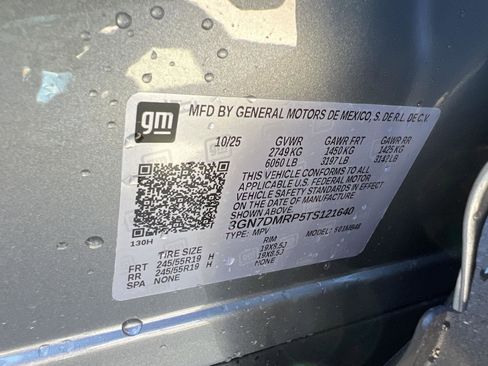 gm
MFD BY GENERAL MOTORS DE MEXICO, S. DE R.L. DE C.V.
10/25 GVWR GAWR FRT GAWR RR
2749 KG 1450 KG 1425 KG
6060 LB 3197 LB 3142 LB
THIS VEHICLE CONFORMS TO ALL
APPLICABLE U.S. FEDERAL MOTOR
VEHICLE SAFETY STANDARDS IN EFFECT
ON THE DATE OF MANUFACTURE SHOWN ABOVE.
3GN7DMRP5TS121640
130H
TYPE: MPV MODEL:
TIRE SIZE RIM
FRT 245/55R19 H 19X8.5J
RR 245/55R19 H 19X8.5J
SPA NONE NONE